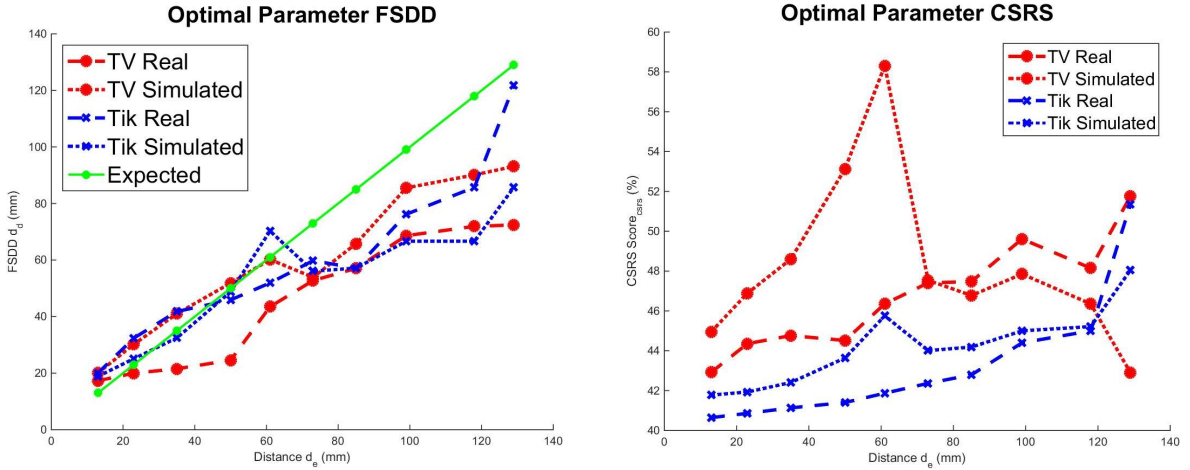 Optimal Parameter FSDD
140
120
100
80
60
40
20
0
FSDD d_d (mm)
TV Real
TV Simulated
Tik Real
Tik Simulated
Expected
0 20 40 60 80 100 120 140
Distance d_e (mm)
Optimal Parameter CSRS
60
58
56
54
52
50
48
46
44
42
40
CSRS Score_csrs (%)
TV Real
TV Simulated
Tik Real
Tik Simulated
0 20 40 60 80 100 120 140
Distance d_e (mm)